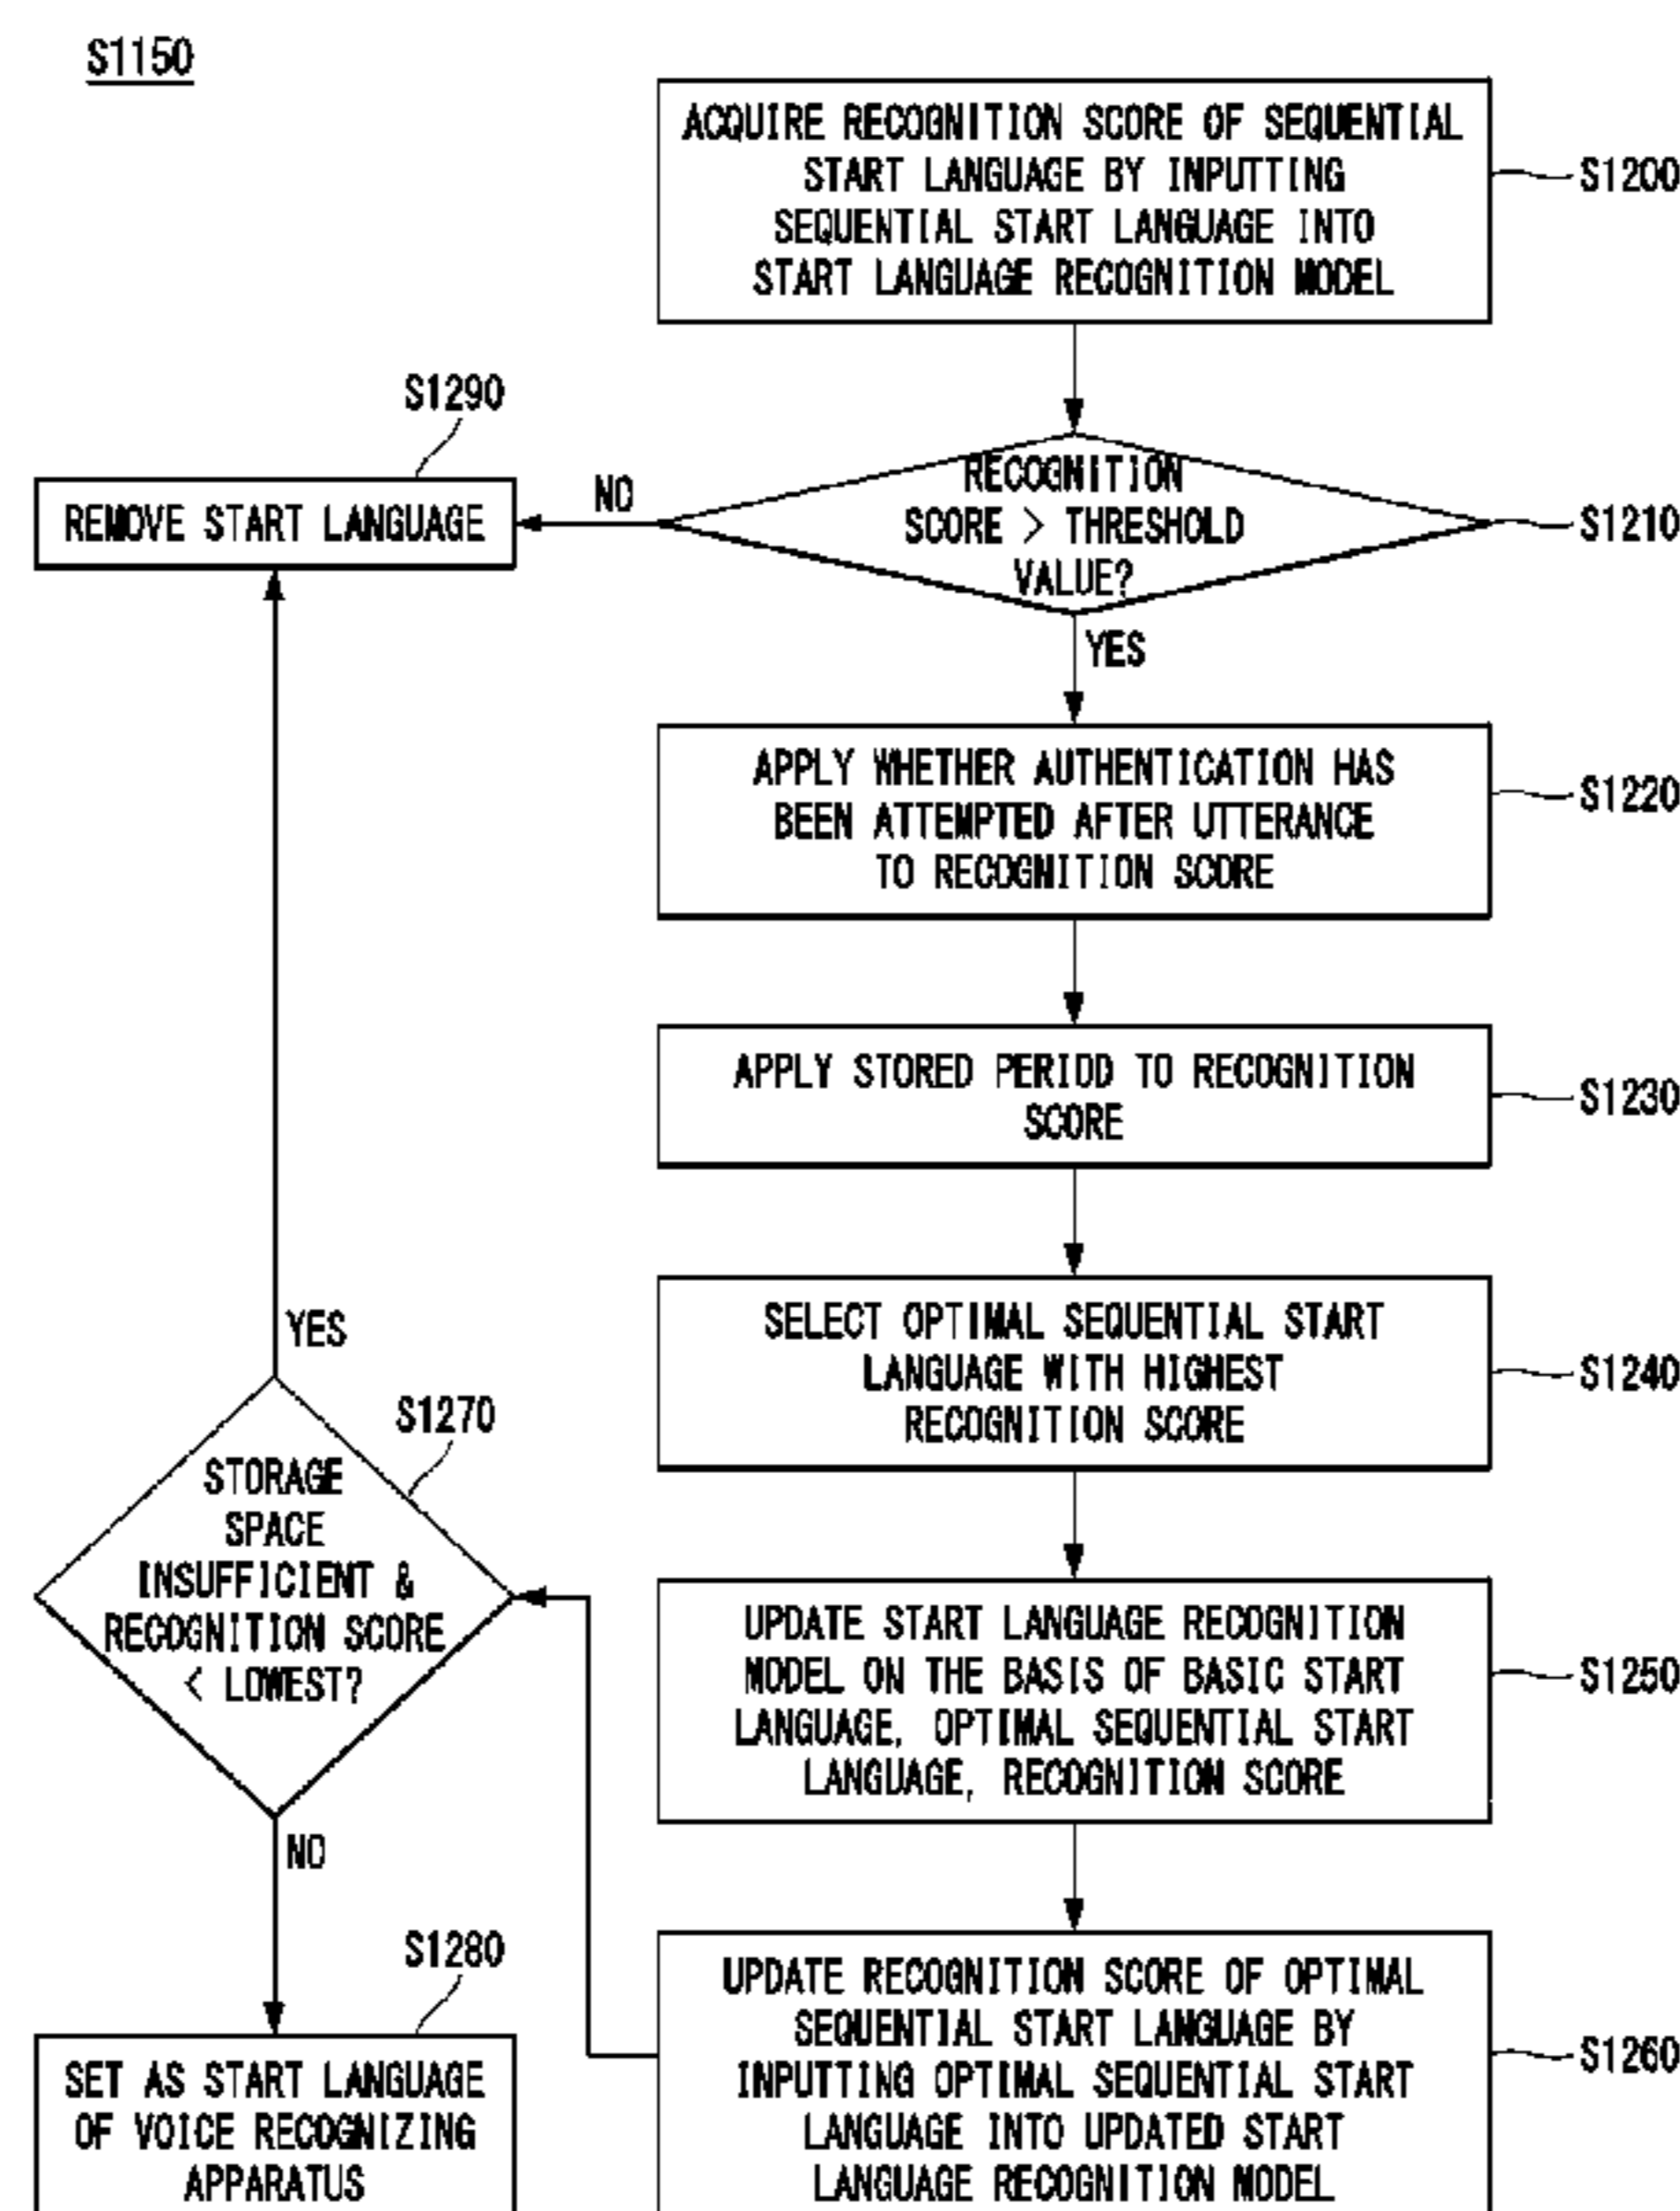 S1150
ACQUIRE RECOGNITION SCORE OF SEQUENTIAL
START LANGUAGE BY INPUTTING
SEQUENTIAL START LANGUAGE INTO
START LANGUAGE RECOGNITION MODEL
S1200
S1290
REMOVE START LANGUAGE
NO
RECOGNITION
SCORE > THRESHOLD
VALUE?
S1210
YES
APPLY WHETHER AUTHENTICATION HAS
BEEN ATTEMPTED AFTER UTTERANCE
TO RECOGNITION SCORE
S1220
APPLY STORED PERIOD TO RECOGNITION
SCORE
S1230
SELECT OPTIMAL SEQUENTIAL START
LANGUAGE WITH HIGHEST
RECOGNITION SCORE
S1240
UPDATE START LANGUAGE RECOGNITION
MODEL ON THE BASIS OF BASIC START
LANGUAGE, OPTIMAL SEQUENTIAL START
LANGUAGE, RECOGNITION SCORE
S1250
UPDATE RECOGNITION SCORE OF OPTIMAL
SEQUENTIAL START LANGUAGE BY
INPUTTING OPTIMAL SEQUENTIAL START
LANGUAGE INTO UPDATED START
LANGUAGE RECOGNITION MODEL
S1260
YES
S1270
STORAGE
SPACE
INSUFFICIENT &
RECOGNITION SCORE
< LOWEST?
NO
S1280
SET AS START LANGUAGE
OF VOICE RECOGNIZING
APPARATUS